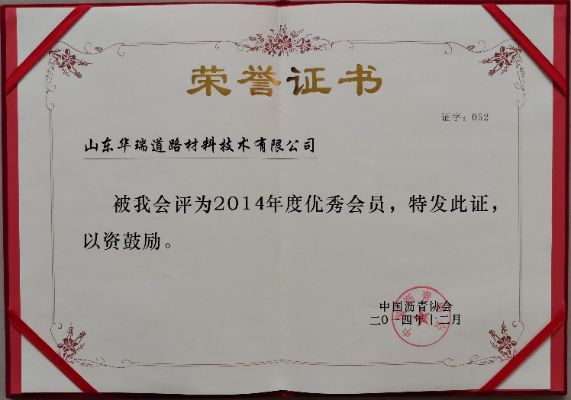 荣誉证书
证字：052
山东华瑞道路材料技术有限公司
被我会评为2014年度优秀会员，特发此证，
以资鼓励。
中国沥青协会
二〇一四年十二月